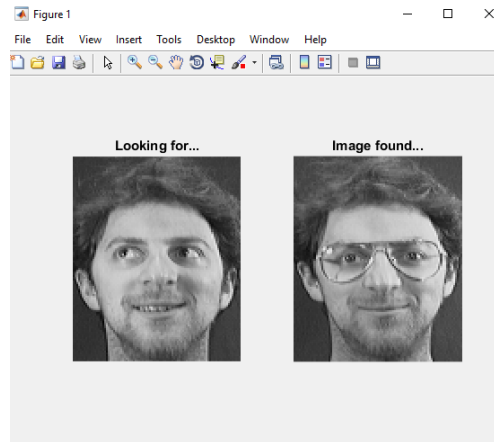 Figure 1
File Edit View Insert Tools Desktop Window Help
Looking for... Image found...